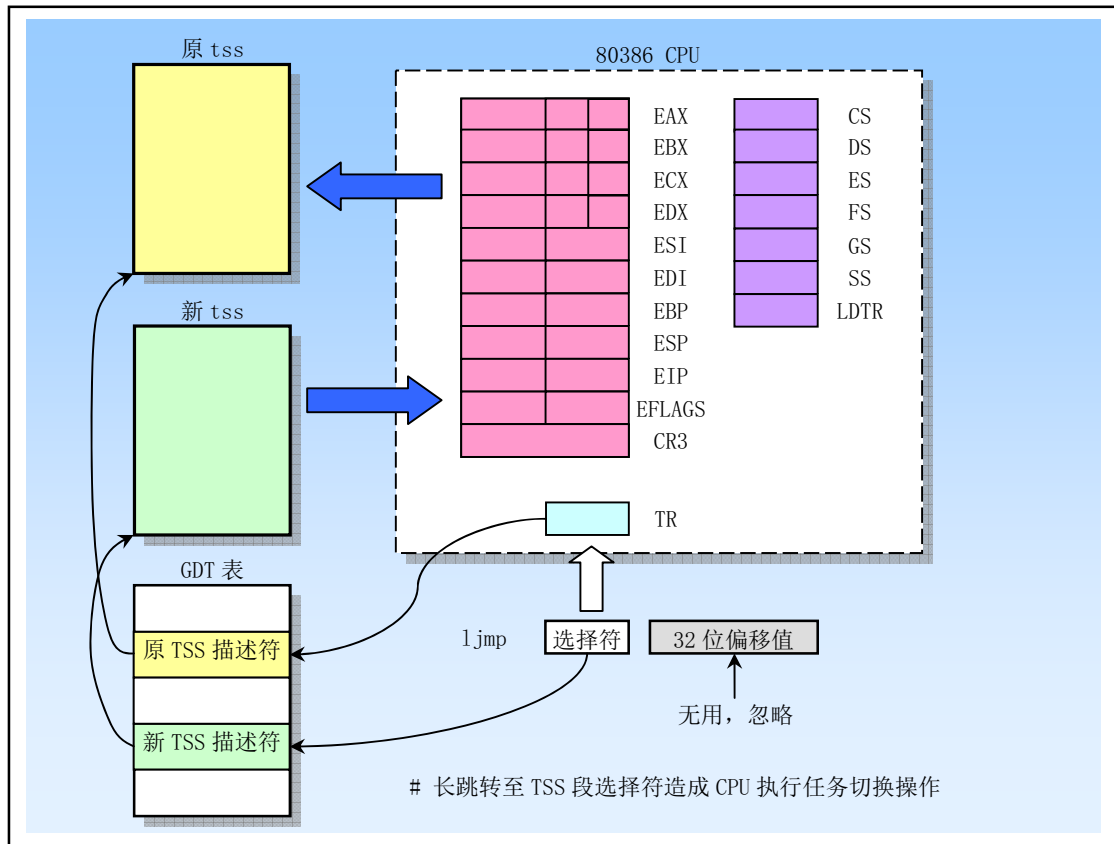 原 tss
80386 CPU
EAX
EBX
ECX
EDX
ESI
EDI
EBP
ESP
EIP
EFLAGS
CR3
CS
DS
ES
FS
GS
SS
LDTR
新 tss
TR
GDT 表
原 TSS 描述符
新 TSS 描述符
ljmp
选择符
32 位偏移值
无用，忽略
# 长跳转至 TSS 段选择符造成 CPU 执行任务切换操作